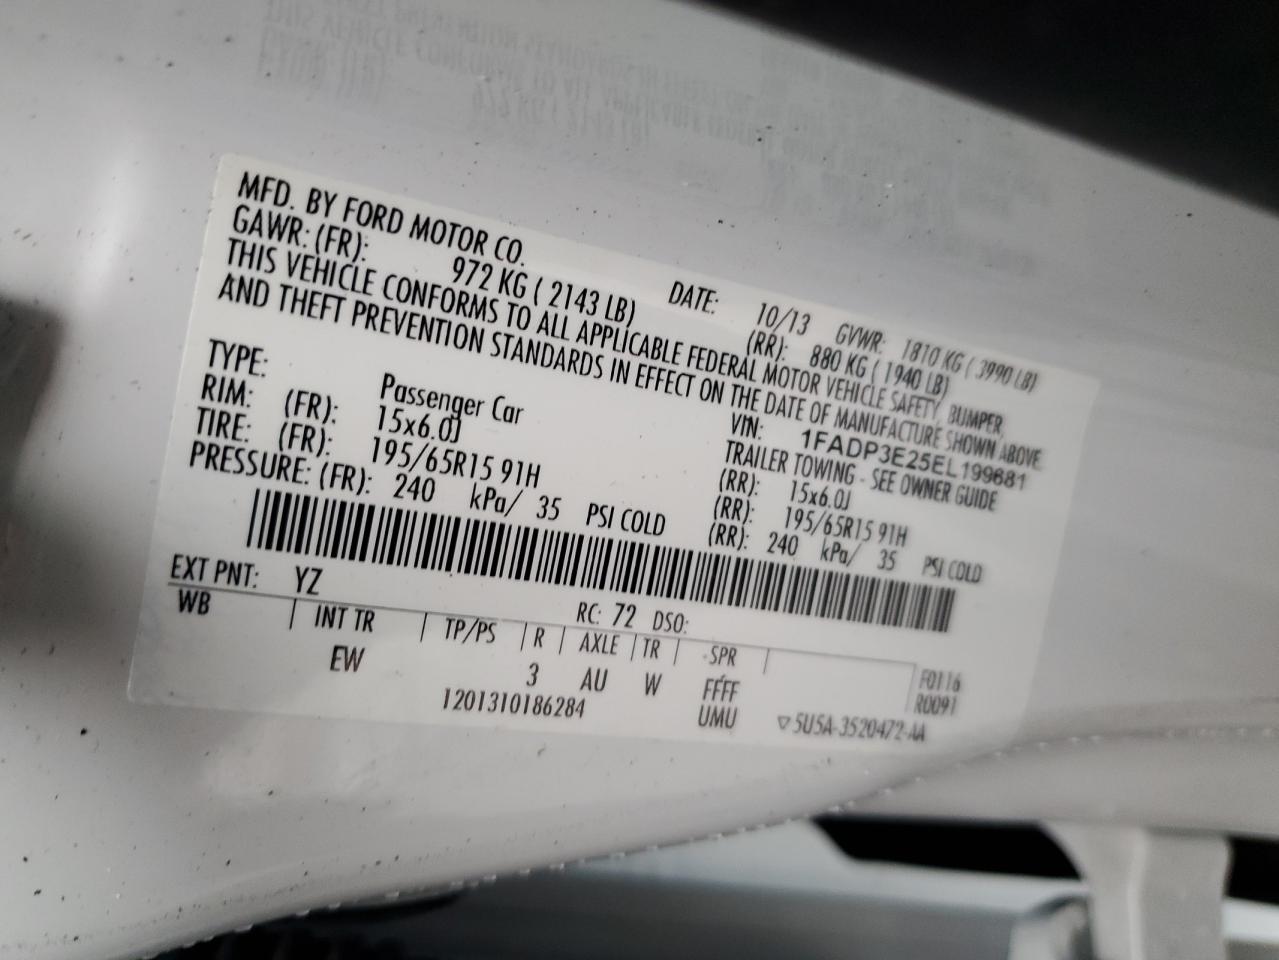 MFD. BY FORD MOTOR CO.
DATE: 10/13 GVWR: 1810 KG ( 3990 LB)
GAWR: (FR): 972 KG ( 2143 LB) (RR): 880 KG ( 1940 LB)
THIS VEHICLE CONFORMS TO ALL APPLICABLE FEDERAL MOTOR VEHICLE SAFETY, BUMPER,
AND THEFT PREVENTION STANDARDS IN EFFECT ON THE DATE OF MANUFACTURE SHOWN ABOVE
VIN: 1FADP3E25EL199681
TYPE: Passenger Car TRAILER TOWING - SEE OWNER GUIDE
RIM: (FR): 15x6.0J (RR): 15x6.0J
TIRE: (FR): 195/65R15 91H (RR): 195/65R15 91H
PRESSURE: (FR): 240 kPa/ 35 PSI COLD (RR): 240 kPa/ 35 PSI COLD
EXT PNT: YZ RC: 72 DSO:
WB INT TR TP/PS R AXLE TR SPR F0116
EW 3 AU W FFFF R0091
1201310186284 UMU ▽5U5A-3520472-AA